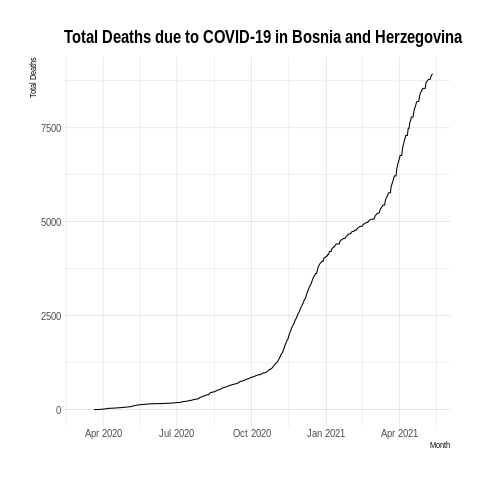 Total Deaths due to COVID-19 in Bosnia and Herzegovina
Total Deaths
7500
5000
2500
0
Apr 2020 Jul 2020 Oct 2020 Jan 2021 Apr 2021
Month